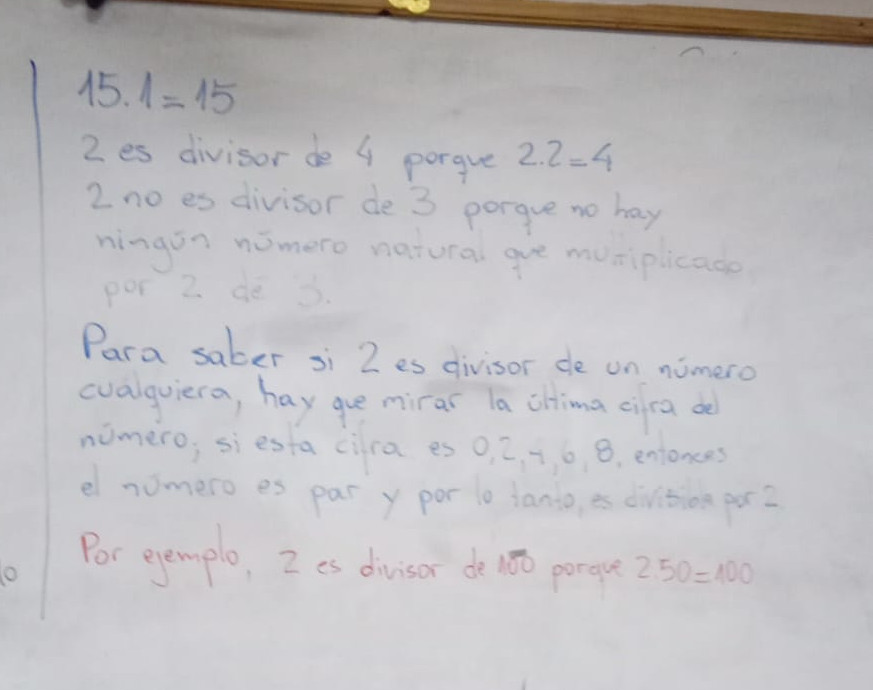 15.1=15
2 es divisor de 4 porque 2.2=4
2 no es divisor de 3 porque no hay
ningún número natural que multiplicado
por 2 dé 3.
Para saber si 2 es divisor de un número
cualquiera, hay que mirar la última cifra del
número; si esta cifra es 0, 2, 4, 6, 8, entonces
el número es par y por lo tanto, es divisible por 2
Por ejemplo, 2 es divisor de 100 porque 2.50=100
lo